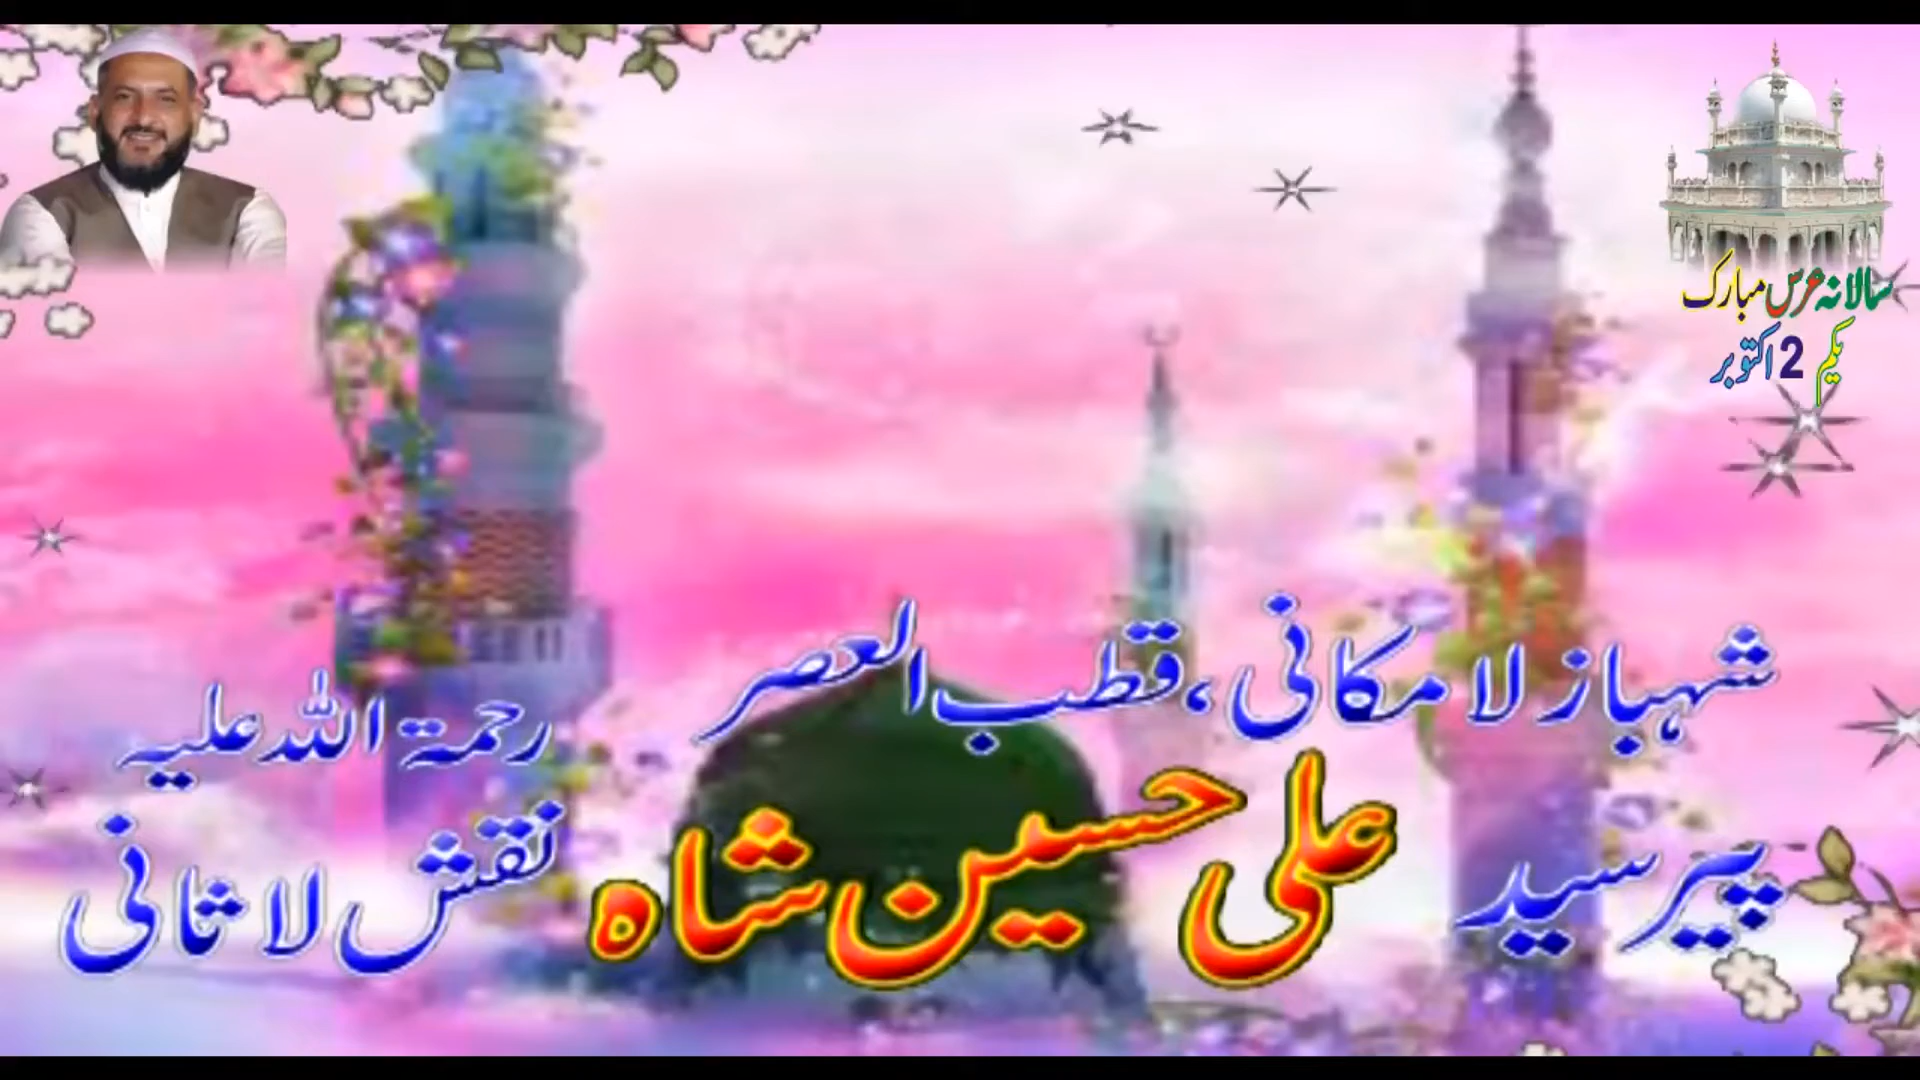 سالانہ عرس مبارک
یکم 2 اکتوبر
شہباز لامکانی، قطب العصر
رحمۃ اللہ علیہ
پیر سید علی حسین شاہ نقش لاثانی